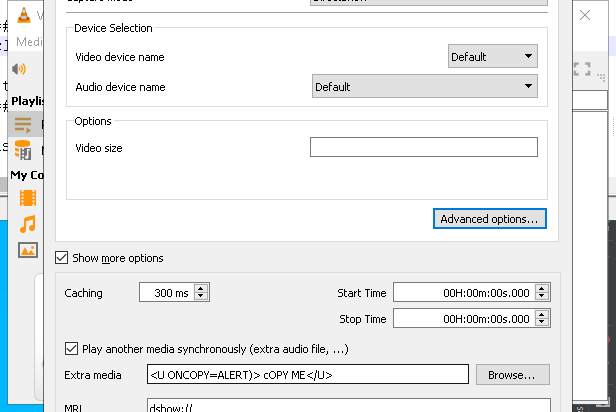 Device Selection
Video device name
Default
Audio device name
Default
Options
Video size
Advanced options...
Show more options
Caching
300 ms
Start Time
00H:00m:00s.000
Stop Time
00H:00m:00s.000
Play another media synchronously (extra audio file, ...)
Extra media
<U ONCOPY=ALERT)> cOPY ME</U>
Browse...
MRL
dshow://
Medi
Playlis
My Co